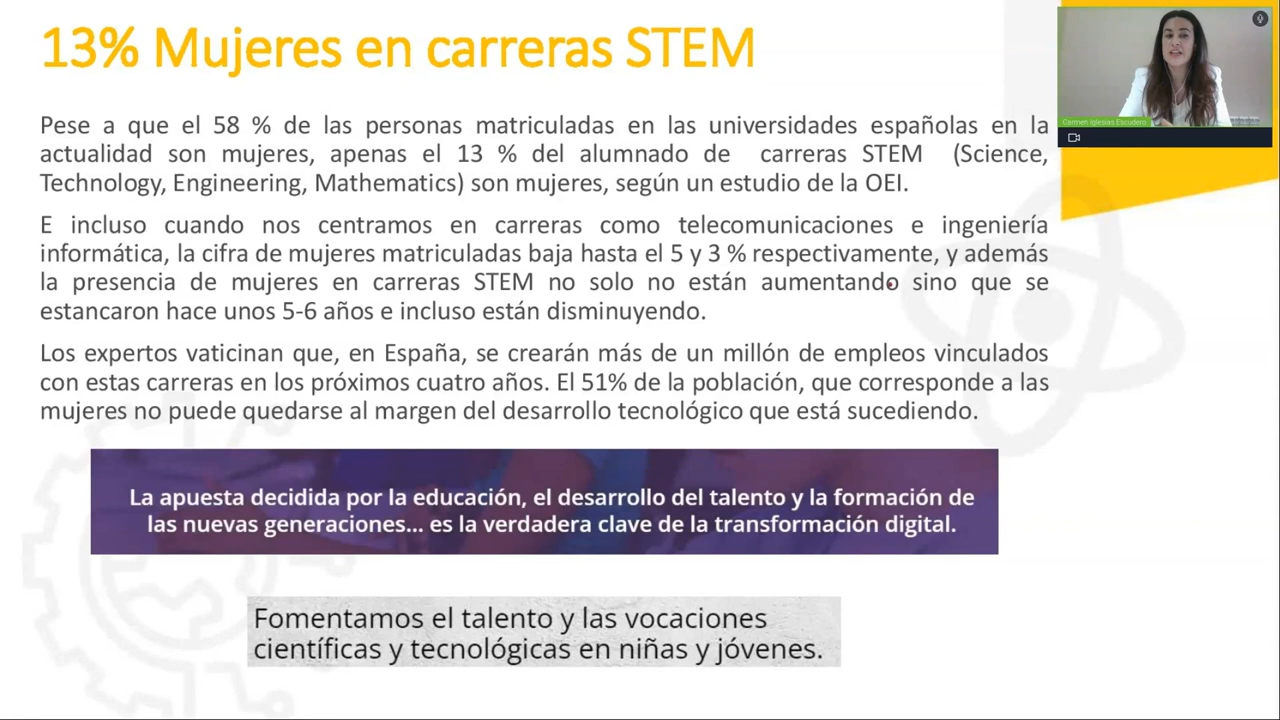 13% Mujeres en carreras STEM
Pese a que el 58 % de las personas matriculadas en las universidades españolas en la
actualidad son mujeres, apenas el 13 % del alumnado de carreras STEM (Science,
Technology, Engineering, Mathematics) son mujeres, según un estudio de la OEI.
E incluso cuando nos centramos en carreras como telecomunicaciones e ingeniería
informática, la cifra de mujeres matriculadas baja hasta el 5 y 3 % respectivamente, y además
la presencia de mujeres en carreras STEM no solo no están aumentando sino que se
estancaron hace unos 5-6 años e incluso están disminuyendo.
Los expertos vaticinan que, en España, se crearán más de un millón de empleos vinculados
con estas carreras en los próximos cuatro años. El 51% de la población, que corresponde a las
mujeres no puede quedarse al margen del desarrollo tecnológico que está sucediendo.
La apuesta decidida por la educación, el desarrollo del talento y la formación de
las nuevas generaciones... es la verdadera clave de la transformación digital.
Fomentamos el talento y las vocaciones
científicas y tecnológicas en niñas y jóvenes.
Carmen Iglesias Escudero